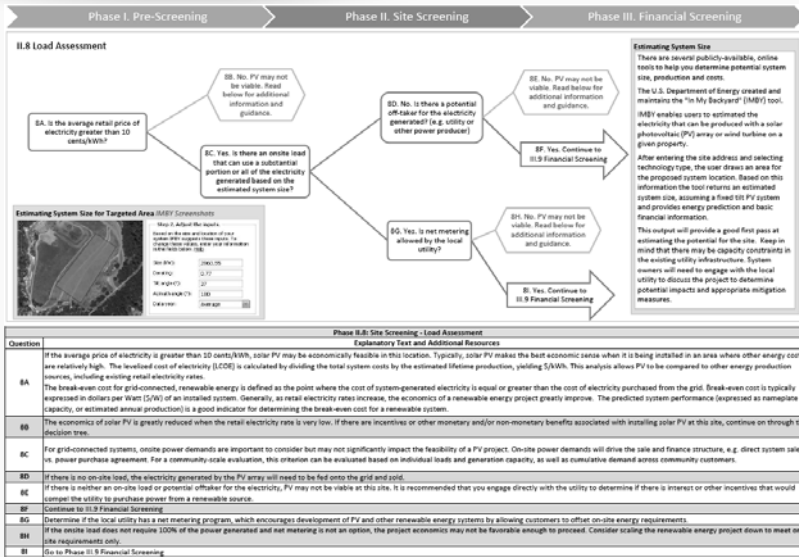 Phase I. Pre-Screening
Phase II. Site Screening
Phase III. Financial Screening
II.8 Load Assessment
8A. Is the average retail price of
electricity greater than 10
cents/kWh?
8B. No. PV may not
be viable. Read
below for additional
information and
guidance.
8C. Yes. Is there an onsite load
that can use a substantial
portion or all of the electricity
generated based on the
estimated system size?
8D. No. Is there a potential
off-taker for the electricity
generated? (e.g. utility or
other power producer)
8E. No. PV may not be
viable. Read below for
additional information
and guidance.
8F. Yes. Continue to
III.9 Financial Screening
8G. Yes. Is net metering
allowed by the local
utility?
8H. No. PV may not be
viable. Read below for
additional information
and guidance.
8I. Yes. Continue to
III.9 Financial Screening
Estimating System Size
There are several publicly-available, online
tools to help you determine potential system
size, production and costs.
The U.S. Department of Energy created and
maintains the "In My Backyard" (IMBY) tool.
IMBY enables users to estimated the
electricity that can be produced with a solar
photovoltaic (PV) array or wind turbine on a
given property.
After entering the site address and selecting
technology type, the user draws an area for
the proposed system location. Based on this
information the tool returns an estimated
system size, assuming a fixed tilt PV system
and provides energy prediction and basic
financial information.
This output will provide a good first pass at
estimating the potential for the site. Keep in
mind that there may be capacity constraints in
the existing utility infrastructure. System
owners will need to engage with the local
utility to discuss the project to determine
potential impacts and appropriate mitigation
measures.
Estimating System Size for Targeted Area IMBY Screenshots
Step 2. Adjust the inputs
Size (kW):
Derating: 0.77
Tilt angle (°): 37
Azimuth angle (°): 180
Data year: Average
Phase II.8: Site Screening - Load Assessment
Question
Explanatory Text and Additional Resources
8A
If the average price of electricity is greater than 10 cents/kWh, solar PV may be economically feasible in this location. Typically, solar PV makes the best economic sense when it is being installed in an area where other energy cost
are relatively high. The levelized cost of electricity (LCOE) is calculated by dividing the total system costs by the estimated lifetime production, yielding $/kWh. This analysis allows PV to be compared to other energy production
sources, including existing retail electricity rates.
The break-even cost for grid-connected, renewable energy is defined as the point where the cost of system-generated electricity is equal or greater than the cost of electricity purchased from the grid. Break-even cost is typically
expressed in dollars per Watt ($/W) of an installed system. Generally, as retail electricity rates increase, the economics of a renewable energy project greatly improve. The predicted system performance (expressed as nameplate
capacity, or estimated annual production) is a good indicator for determining the break-even cost for a renewable system.
8B
The economics of solar PV is greatly reduced when the retail electricity rate is very low. If there are incentives or other monetary and/or non-monetary benefits associated with installing solar PV at this site, continue on through t
decision tree.
8C
For grid-connected systems, onsite power demands are important to consider but may not significantly impact the feasibility of a PV project. On-site power demands will drive the sale and finance structure, e.g. direct system sale
vs. power purchase agreement. For a community-scale evaluation, this criterion can be evaluated based on individual loads and generation capacity, as well as cumulative demand across community customers.
8D
If there is no on-site load, the electricity generated by the PV array will need to be fed onto the grid and sold.
8E
If there is neither an on-site load or potential offtaker for the electricity, PV may not be viable at this site. It is recommended that you engage directly with the utility to determine if there is interest or other incentives that would
compel the utility to purchase power from a renewable source.
8F
Continue to III.9 Financial Screening
8G
Determine if the local utility has a net metering program, which encourages development of PV and other renewable energy systems by allowing customers to offset on-site energy requirements.
8H
If the onsite load does not require 100% of the power generated and net metering is not an option, the project economics may not be favorable enough to proceed. Consider scaling the renewable energy project down to meet on
site requirements only.
8I
Go to Phase III.9 Financial Screening